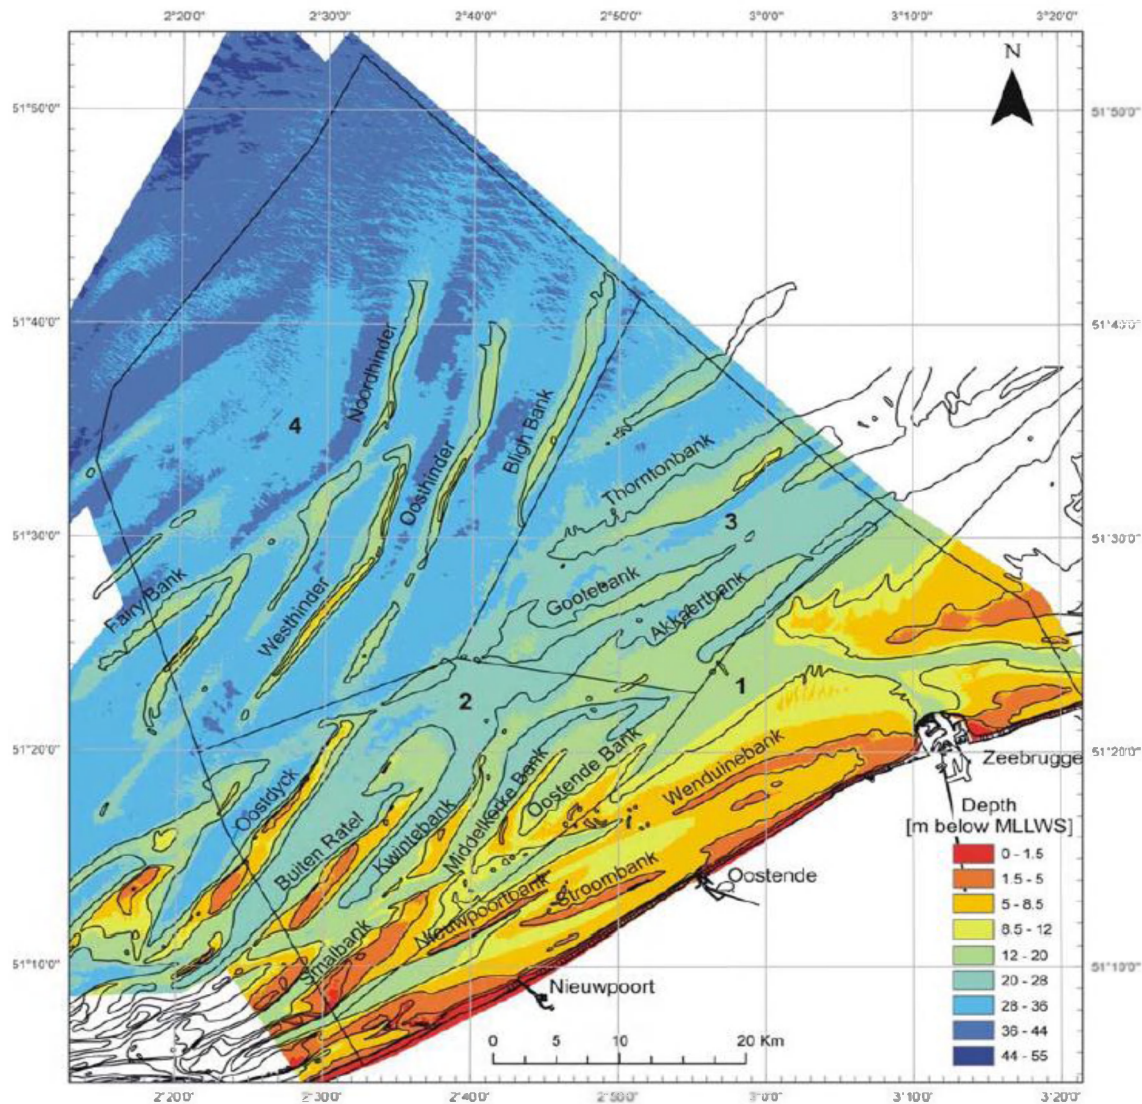 2°20'0" 2°30'0" 2°40'0" 2°50'0" 3°0'0" 3°10'0" 3°20'0"
N
51°50'0" 51°50'0"
51°40'0" 51°40'0"
Noordhinder
4
Oosthinder
Bligh Bank
Thorntonbank
3
51°30'0" 51°30'0"
Fairy Bank
Westhinder
Gootebank
Akkaertbank
1
2
51°20'0" 51°20'0"
Zeebrugge
Oostdyck
Buiten Ratel
Kwintebank
Middelkerke Bank
Oostende Bank
Wenduinebank
Depth
[m below MLLWS]
0 - 1.5
1.5 - 5
5 - 8.5
8.5 - 12
12 - 20
20 - 28
28 - 36
36 - 44
44 - 55
Oostende
Stroombank
Nieuwpoortbank
Smalbank
51°10'0" 51°10'0"
Nieuwpoort
0 5 10 20 Km
2°20'0" 2°30'0" 2°40'0" 2°50'0" 3°0'0" 3°10'0" 3°20'0"